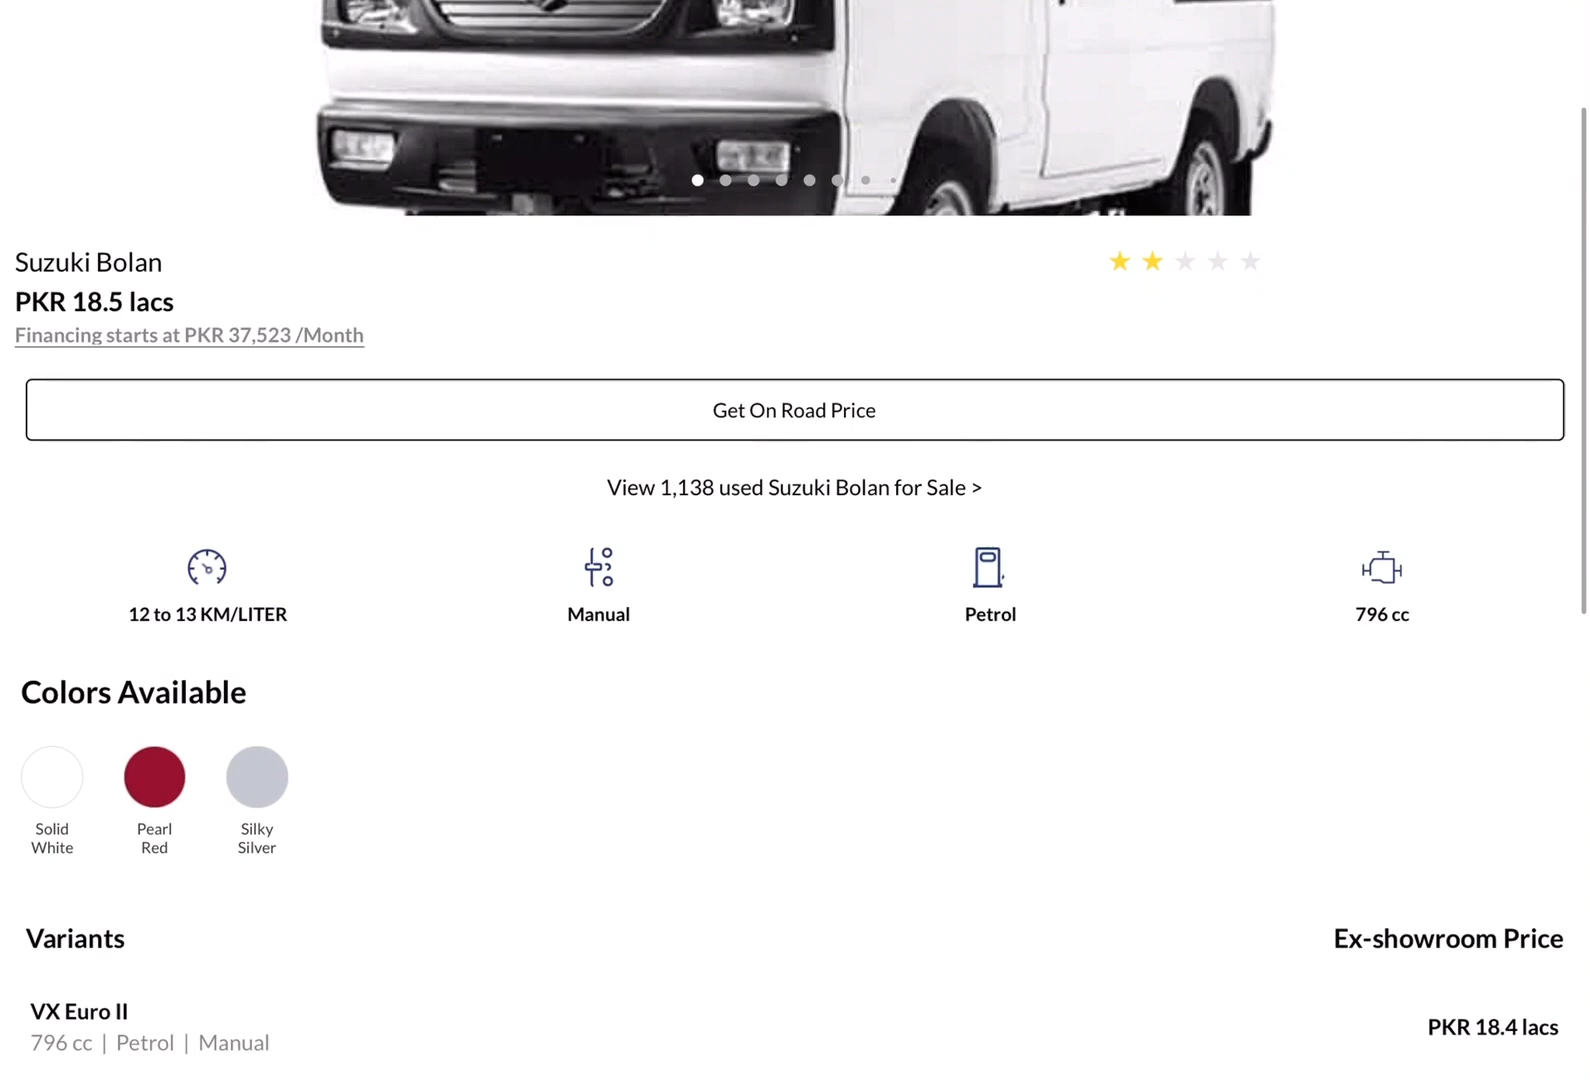 Suzuki Bolan
PKR 18.5 lacs
Financing starts at PKR 37,523 /Month
Get On Road Price
View 1,138 used Suzuki Bolan for Sale >
12 to 13 KM/LITER
Manual
Petrol
796 cc
Colors Available
Solid
White
Pearl
Red
Silky
Silver
Variants
Ex-showroom Price
VX Euro II
796 cc | Petrol | Manual
PKR 18.4 lacs